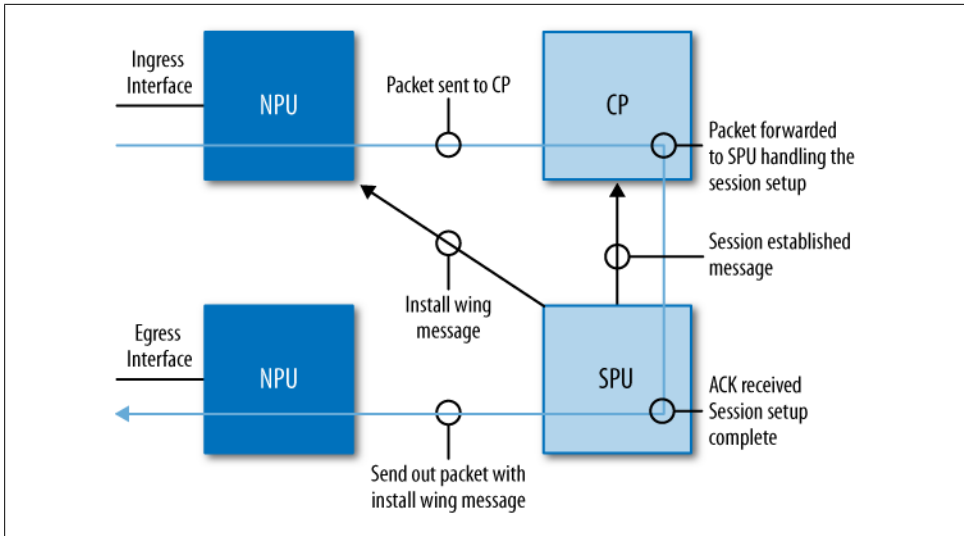 Ingress
Interface
NPU
Packet sent to CP
CP
Packet forwarded
to SPU handling the
session setup
Session established
message
Install wing
message
Egress
Interface
NPU
SPU
ACK received
Session setup
complete
Send out packet with
install wing message